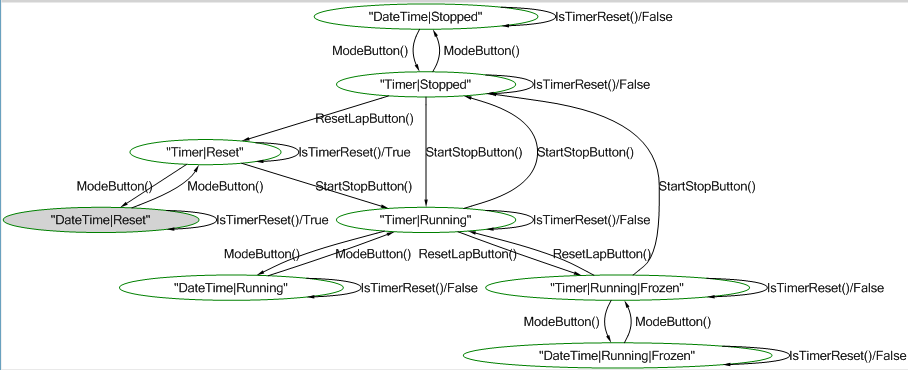 "DateTime|Stopped"
IsTimerReset()/False
ModeButton()
ModeButton()
"Timer|Stopped"
IsTimerReset()/False
ResetLapButton()
"Timer|Reset"
IsTimerReset()/True
StartStopButton()
StartStopButton()
ModeButton()
ModeButton()
StartStopButton()
StartStopButton()
"DateTime|Reset"
IsTimerReset()/True
"Timer|Running"
IsTimerReset()/False
ModeButton()
ModeButton()
ResetLapButton()
ResetLapButton()
"DateTime|Running"
IsTimerReset()/False
"Timer|Running|Frozen"
IsTimerReset()/False
ModeButton()
ModeButton()
"DateTime|Running|Frozen"
IsTimerReset()/False